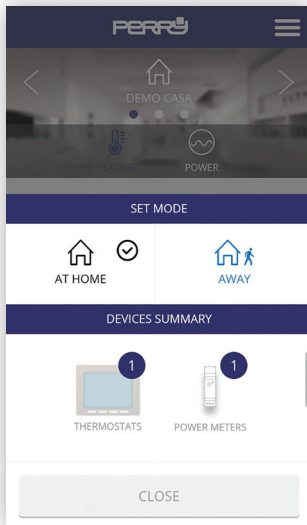 PERRY
DEMO CASA
HEATING
POWER
SET MODE
AT HOME
AWAY
DEVICES SUMMARY
1
1
THERMOSTATS
POWER METERS
CLOSE